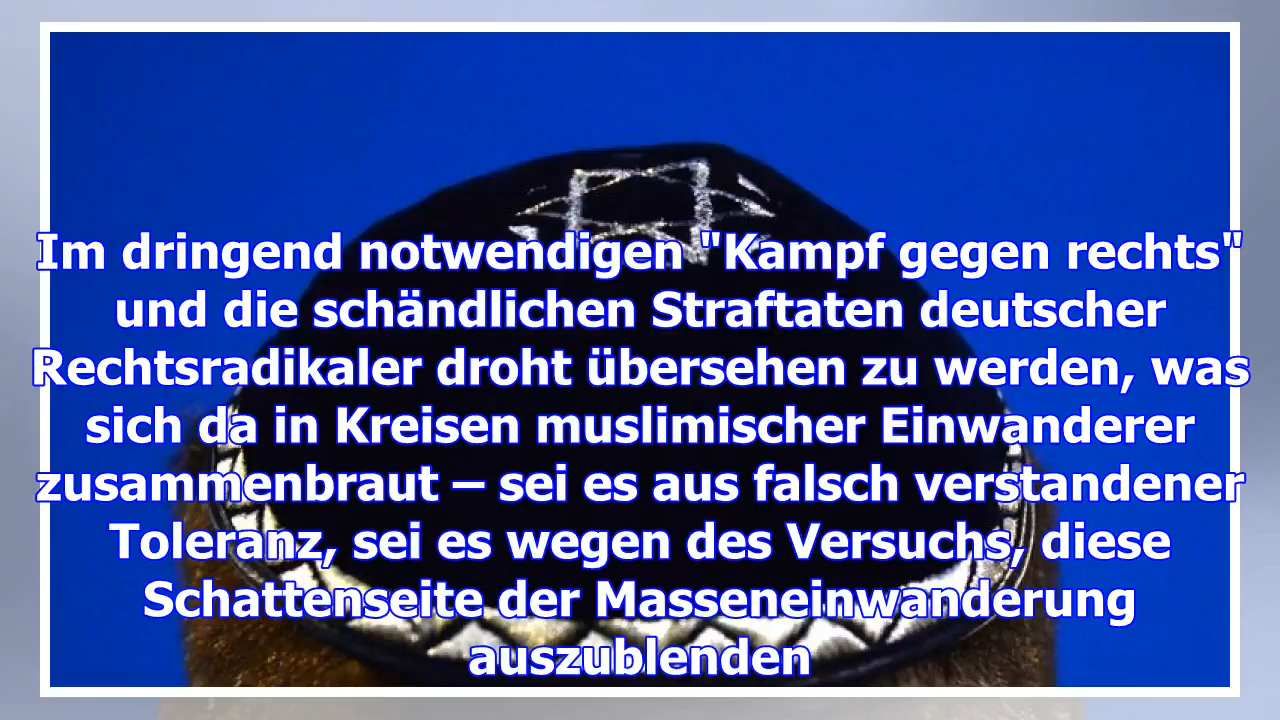 Im dringend notwendigen "Kampf gegen rechts"
und die schändlichen Straftaten deutscher
Rechtsradikaler droht übersehen zu werden, was
sich da in Kreisen muslimischer Einwanderer
zusammenbraut – sei es aus falsch verstandener
Toleranz, sei es wegen des Versuchs, diese
Schattenseite der Masseneinwanderung
auszublenden